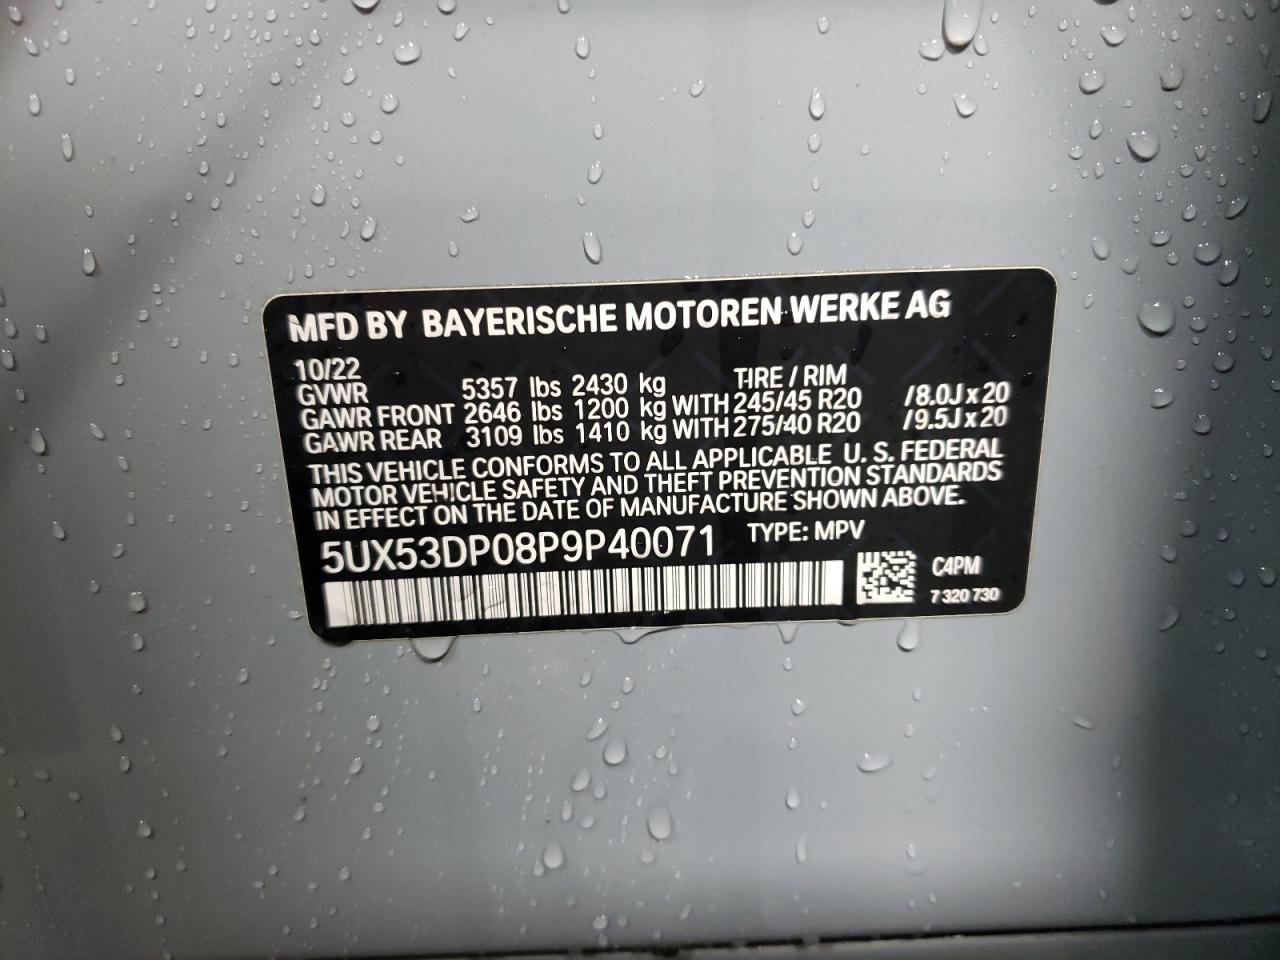 MFD BY BAYERISCHE MOTOREN WERKE AG
10/22
GVWR 5357 lbs 2430 kg TIRE / RIM
GAWR FRONT 2646 lbs 1200 kg WITH 245/45 R20 /8.0J x 20
GAWR REAR 3109 lbs 1410 kg WITH 275/40 R20 /9.5J x 20
THIS VEHICLE CONFORMS TO ALL APPLICABLE U. S. FEDERAL
MOTOR VEHICLE SAFETY AND THEFT PREVENTION STANDARDS
IN EFFECT ON THE DATE OF MANUFACTURE SHOWN ABOVE.
5UX53DP08P9P40071 TYPE: MPV
C4PM
7 320 730